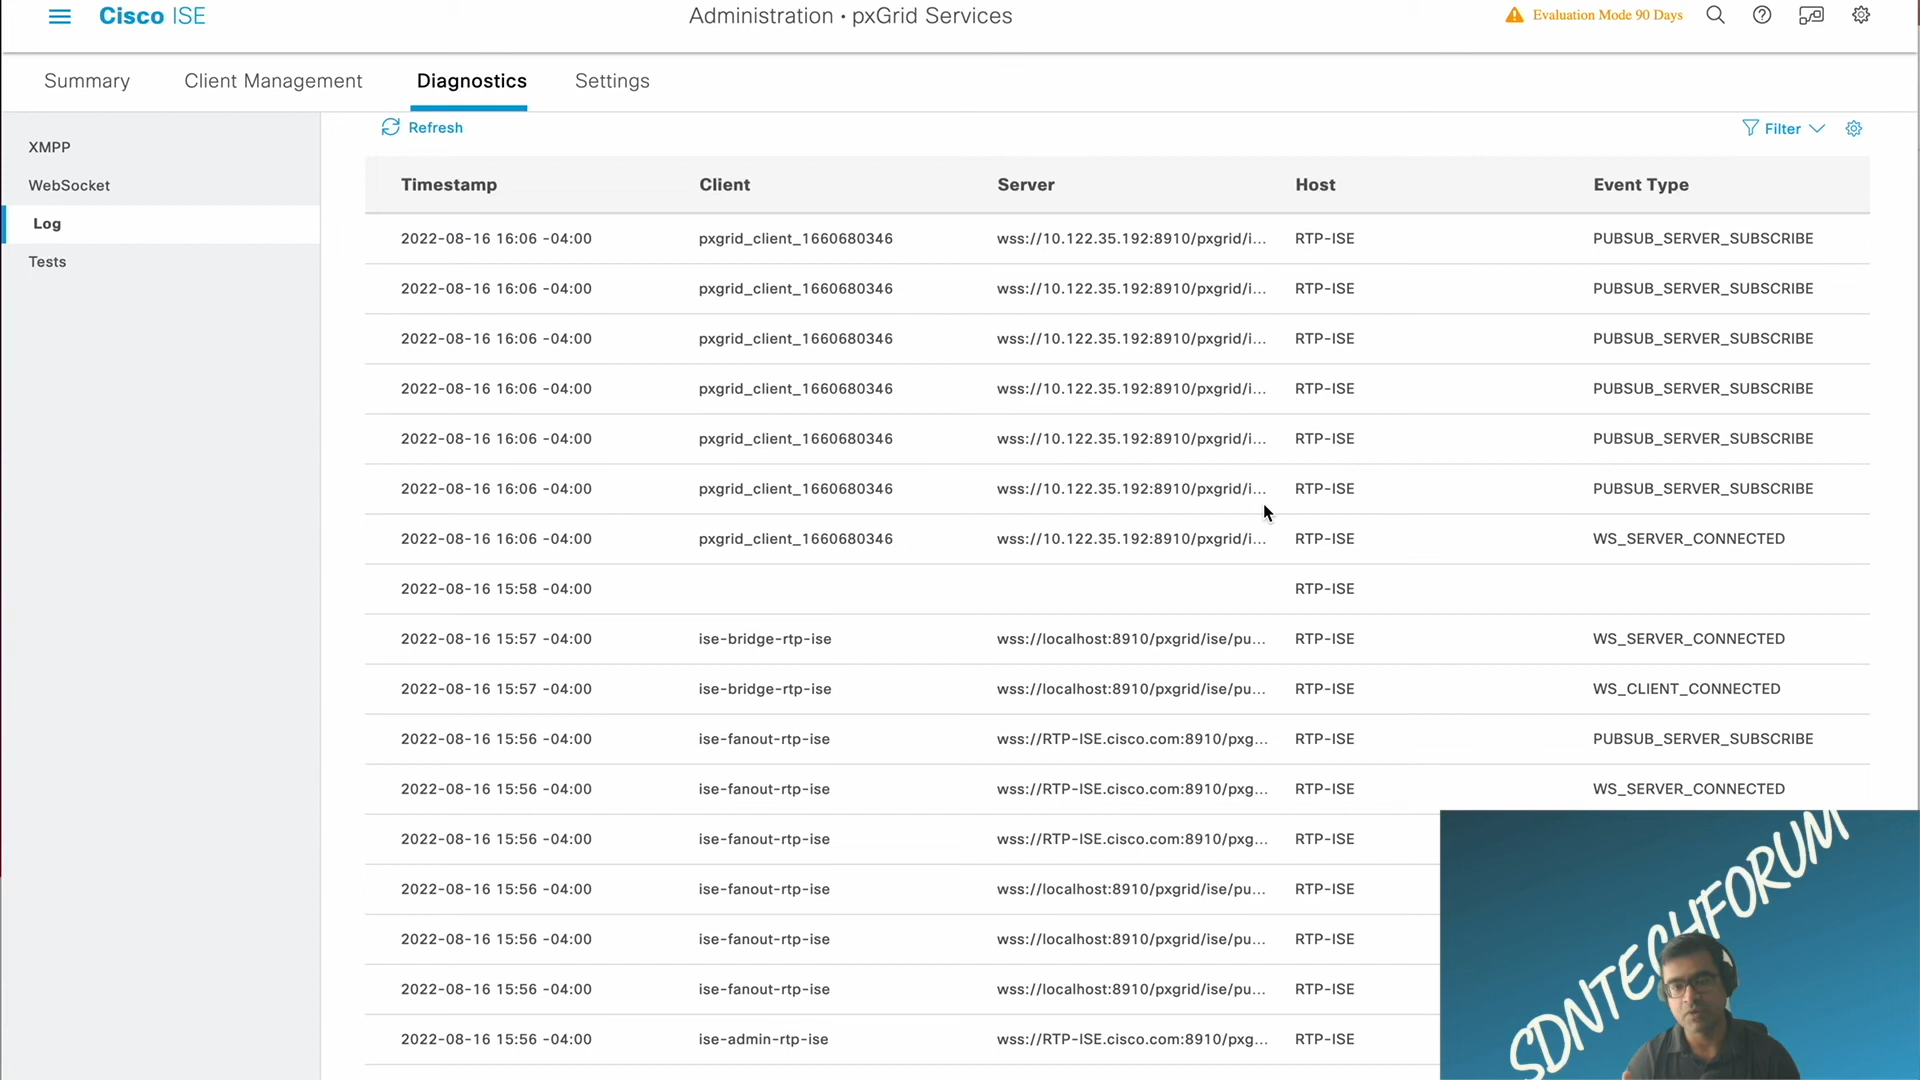 Cisco ISE
Administration • pxGrid Services
Evaluation Mode 90 Days
Summary
Client Management
Diagnostics
Settings
XMPP
WebSocket
Log
Tests
Refresh
Filter
Timestamp Client Server Host Event Type
2022-08-16 16:06 -04:00 pxgrid_client_1660680346 wss://10.122.35.192:8910/pxgrid/i... RTP-ISE PUBSUB_SERVER_SUBSCRIBE
2022-08-16 16:06 -04:00 pxgrid_client_1660680346 wss://10.122.35.192:8910/pxgrid/i... RTP-ISE PUBSUB_SERVER_SUBSCRIBE
2022-08-16 16:06 -04:00 pxgrid_client_1660680346 wss://10.122.35.192:8910/pxgrid/i... RTP-ISE PUBSUB_SERVER_SUBSCRIBE
2022-08-16 16:06 -04:00 pxgrid_client_1660680346 wss://10.122.35.192:8910/pxgrid/i... RTP-ISE PUBSUB_SERVER_SUBSCRIBE
2022-08-16 16:06 -04:00 pxgrid_client_1660680346 wss://10.122.35.192:8910/pxgrid/i... RTP-ISE PUBSUB_SERVER_SUBSCRIBE
2022-08-16 16:06 -04:00 pxgrid_client_1660680346 wss://10.122.35.192:8910/pxgrid/i... RTP-ISE PUBSUB_SERVER_SUBSCRIBE
2022-08-16 16:06 -04:00 pxgrid_client_1660680346 wss://10.122.35.192:8910/pxgrid/i... RTP-ISE WS_SERVER_CONNECTED
2022-08-16 15:58 -04:00 RTP-ISE
2022-08-16 15:57 -04:00 ise-bridge-rtp-ise wss://localhost:8910/pxgrid/ise/pu... RTP-ISE WS_SERVER_CONNECTED
2022-08-16 15:57 -04:00 ise-bridge-rtp-ise wss://localhost:8910/pxgrid/ise/pu... RTP-ISE WS_CLIENT_CONNECTED
2022-08-16 15:56 -04:00 ise-fanout-rtp-ise wss://RTP-ISE.cisco.com:8910/pxg... RTP-ISE PUBSUB_SERVER_SUBSCRIBE
2022-08-16 15:56 -04:00 ise-fanout-rtp-ise wss://RTP-ISE.cisco.com:8910/pxg... RTP-ISE WS_SERVER_CONNECTED
2022-08-16 15:56 -04:00 ise-fanout-rtp-ise wss://RTP-ISE.cisco.com:8910/pxg... RTP-ISE
2022-08-16 15:56 -04:00 ise-fanout-rtp-ise wss://localhost:8910/pxgrid/ise/pu... RTP-ISE
2022-08-16 15:56 -04:00 ise-fanout-rtp-ise wss://localhost:8910/pxgrid/ise/pu... RTP-ISE
2022-08-16 15:56 -04:00 ise-fanout-rtp-ise wss://localhost:8910/pxgrid/ise/pu... RTP-ISE
2022-08-16 15:56 -04:00 ise-admin-rtp-ise wss://RTP-ISE.cisco.com:8910/pxg... RTP-ISE
SDNTECHFORUM